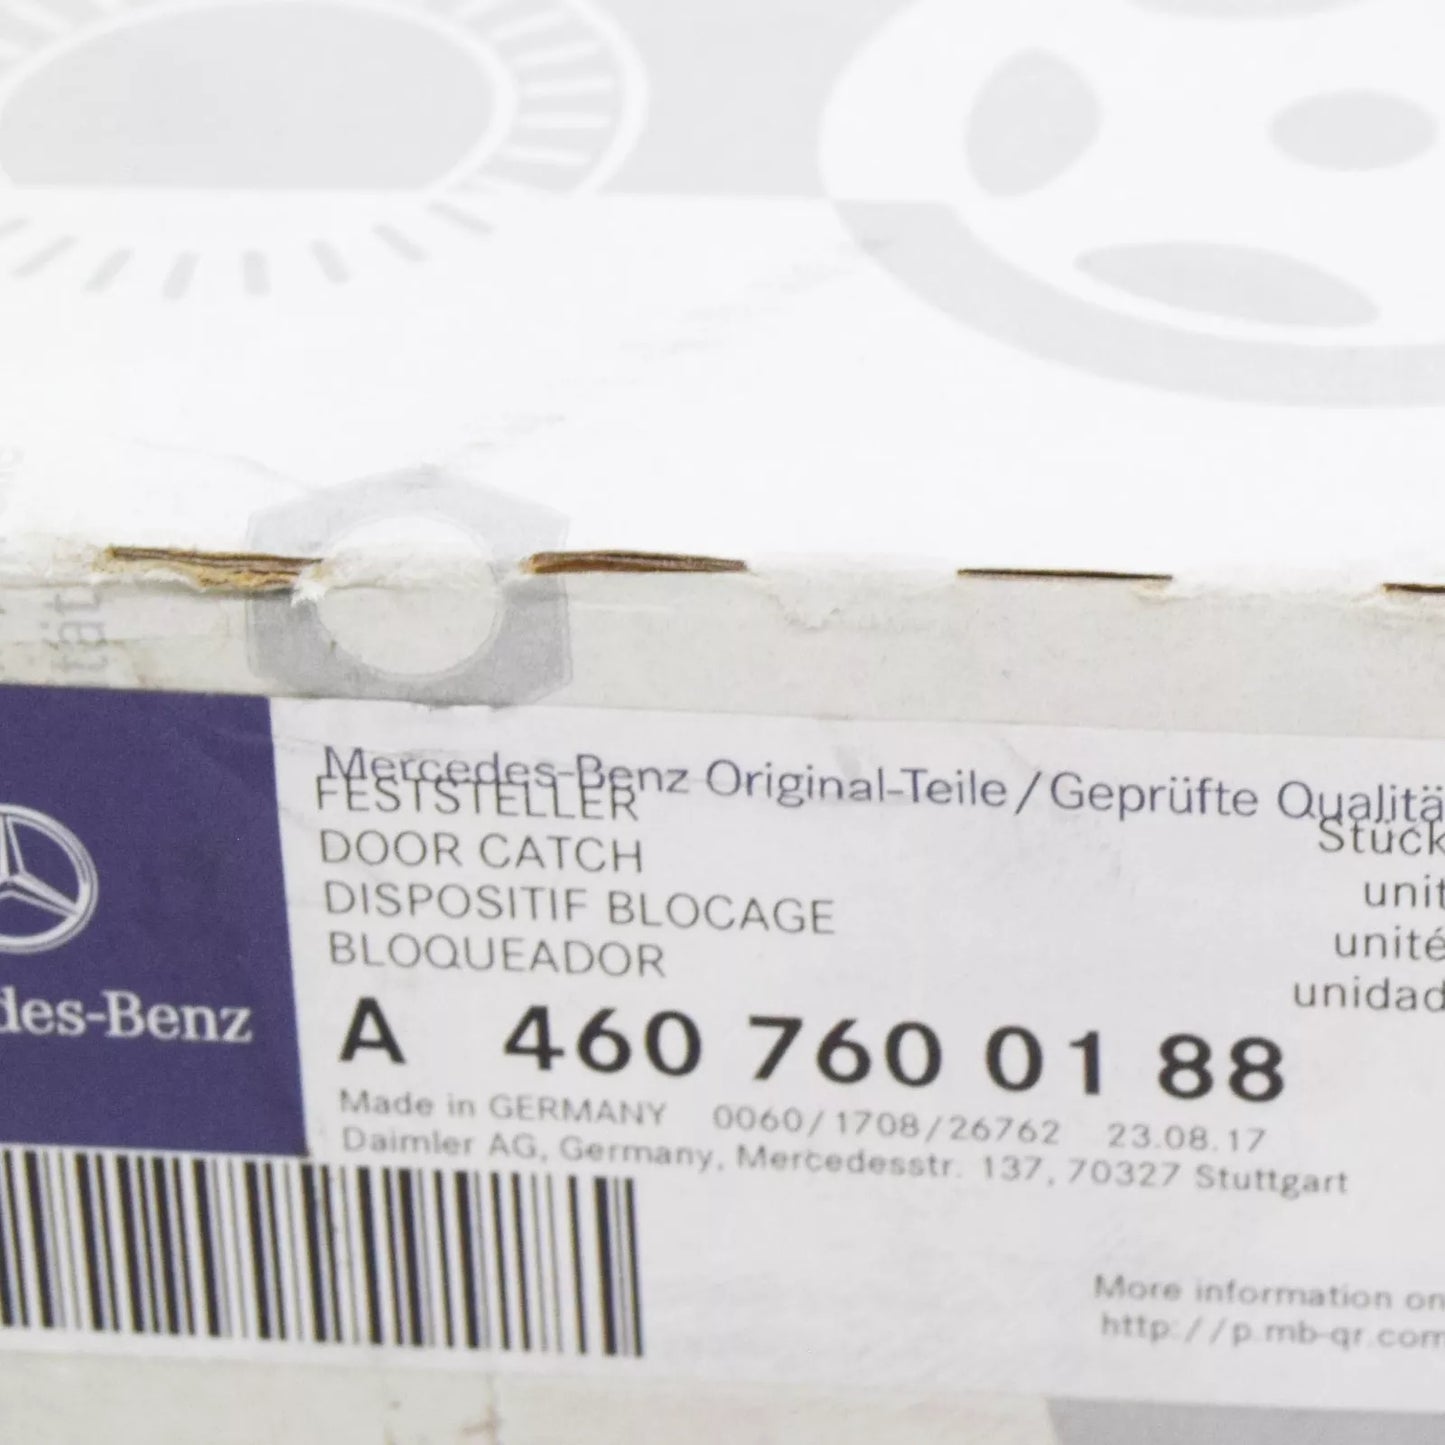 tät
Mercedes-Benz Original-Teile/Geprüfte Qualitä
FESTSTELLER
Stück
DOOR CATCH
unit
DISPOSITIF BLOCAGE
unité
BLOQUEADOR
unidad
des-Benz
A 460 760 01 88
Made in GERMANY 0060/1708/26762 23.08.17
Daimler AG, Germany, Mercedesstr. 137, 70327 Stuttgart
More information on
http://p.mb-qr.com